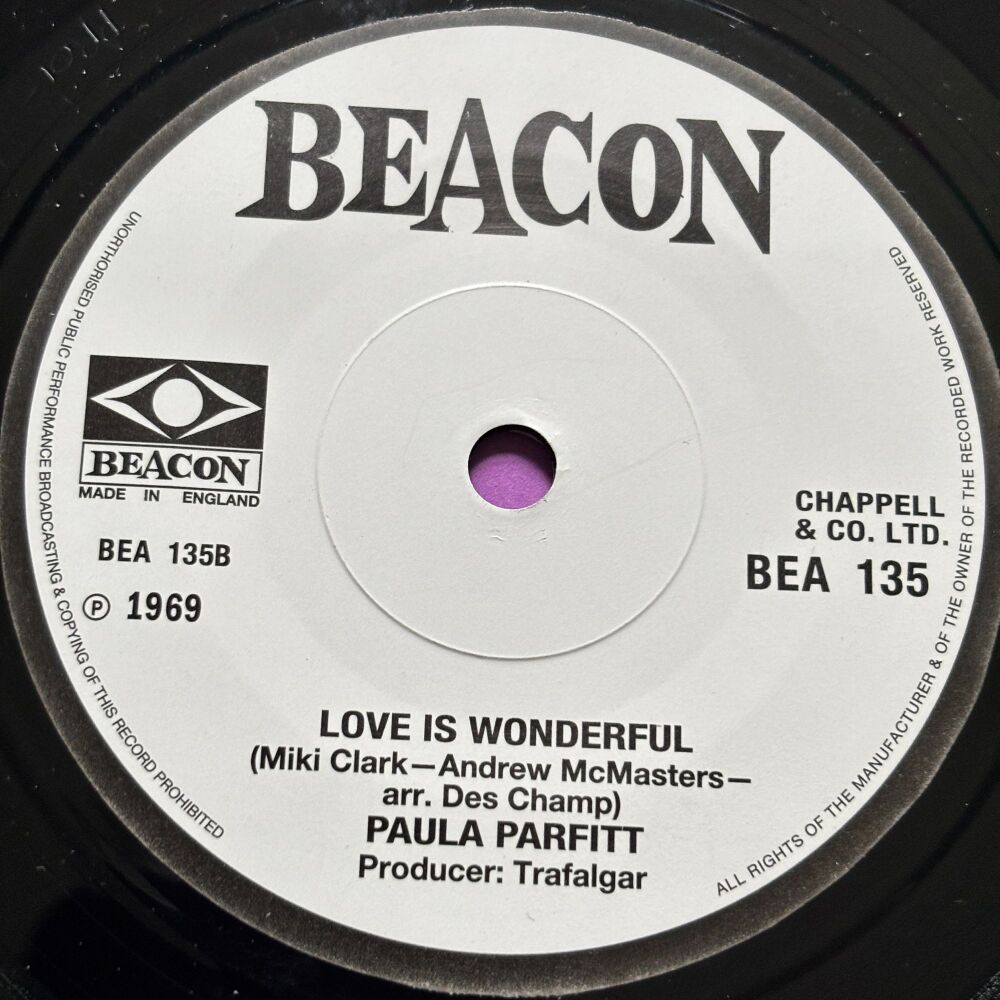 BEACON
UNORTHORISED PUBLIC PERFORMANCE BROADCASTING & COPYING OF THIS RECORD PROHIBITED
ALL RIGHTS OF THE MANUFACTURER & OF THE OWNER OF THE RECORDED WORK RESERVED
BEACON
MADE IN ENGLAND
BEA 135B
℗ 1969
CHAPPELL
& CO. LTD.
BEA 135
LOVE IS WONDERFUL
(Miki Clark—Andrew McMasters—
arr. Des Champ)
PAULA PARFITT
Producer: Trafalgar